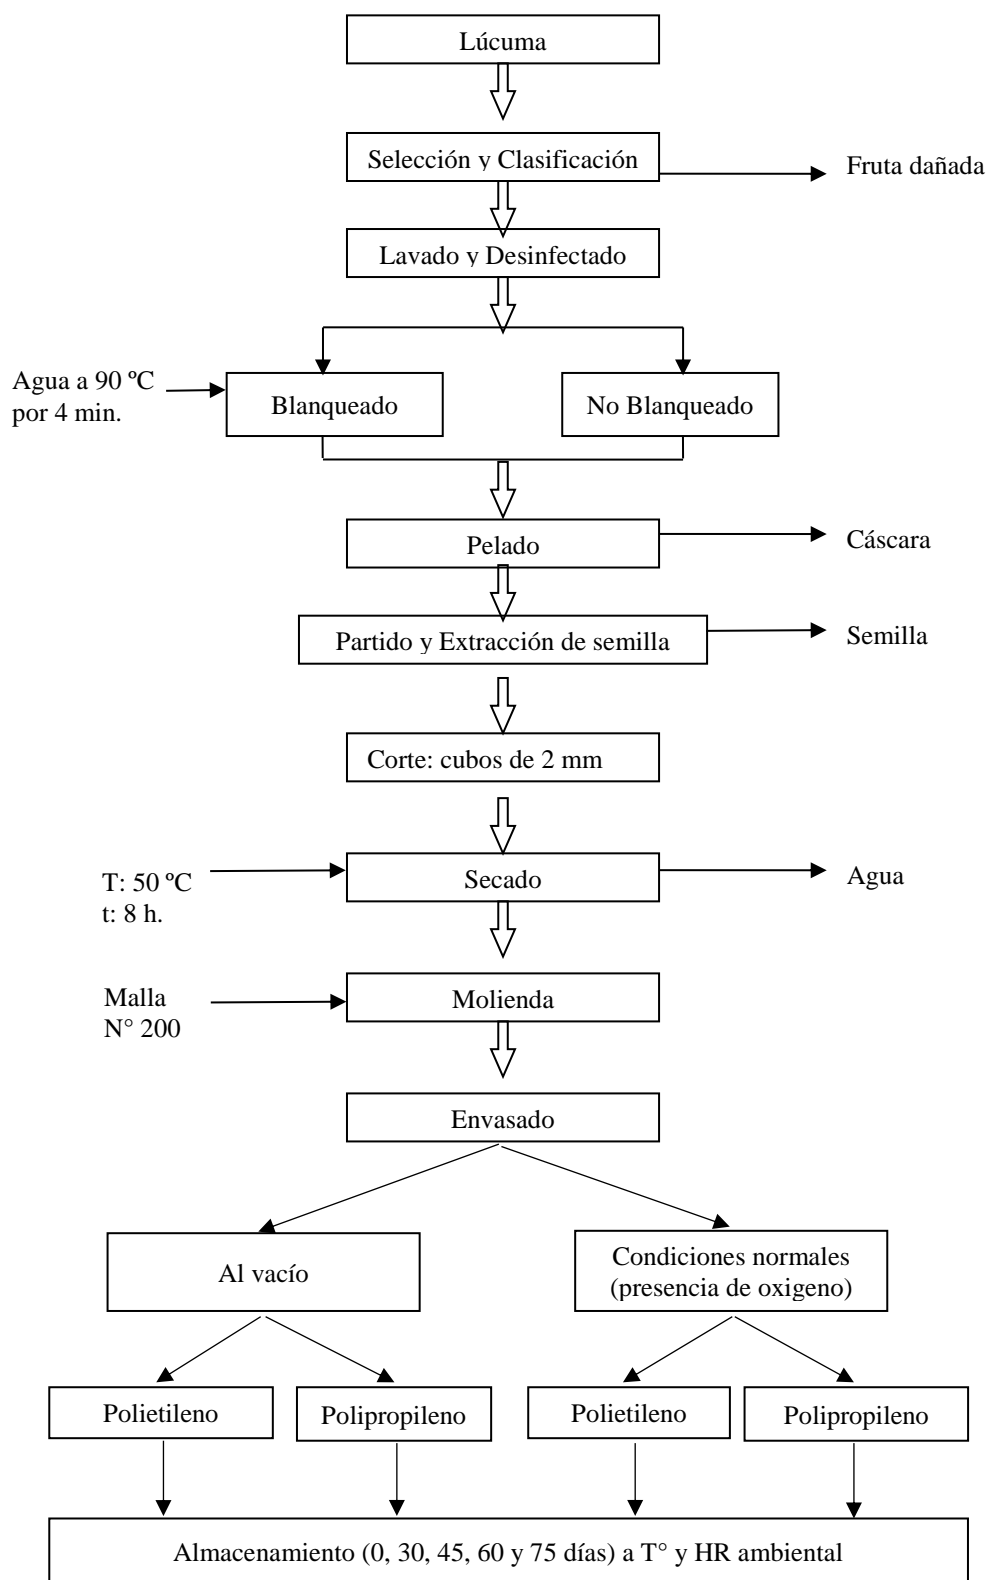 Lúcuma
Selección y Clasificación
Fruta dañada
Lavado y Desinfectado
Agua a 90 ºC
por 4 min.
Blanqueado
No Blanqueado
Pelado
Cáscara
Partido y Extracción de semilla
Semilla
Corte: cubos de 2 mm
T: 50 ºC
t: 8 h.
Secado
Agua
Malla
N° 200
Molienda
Envasado
Al vacío
Condiciones normales
(presencia de oxigeno)
Polietileno
Polipropileno
Polietileno
Polipropileno
Almacenamiento (0, 30, 45, 60 y 75 días) a T° y HR ambiental